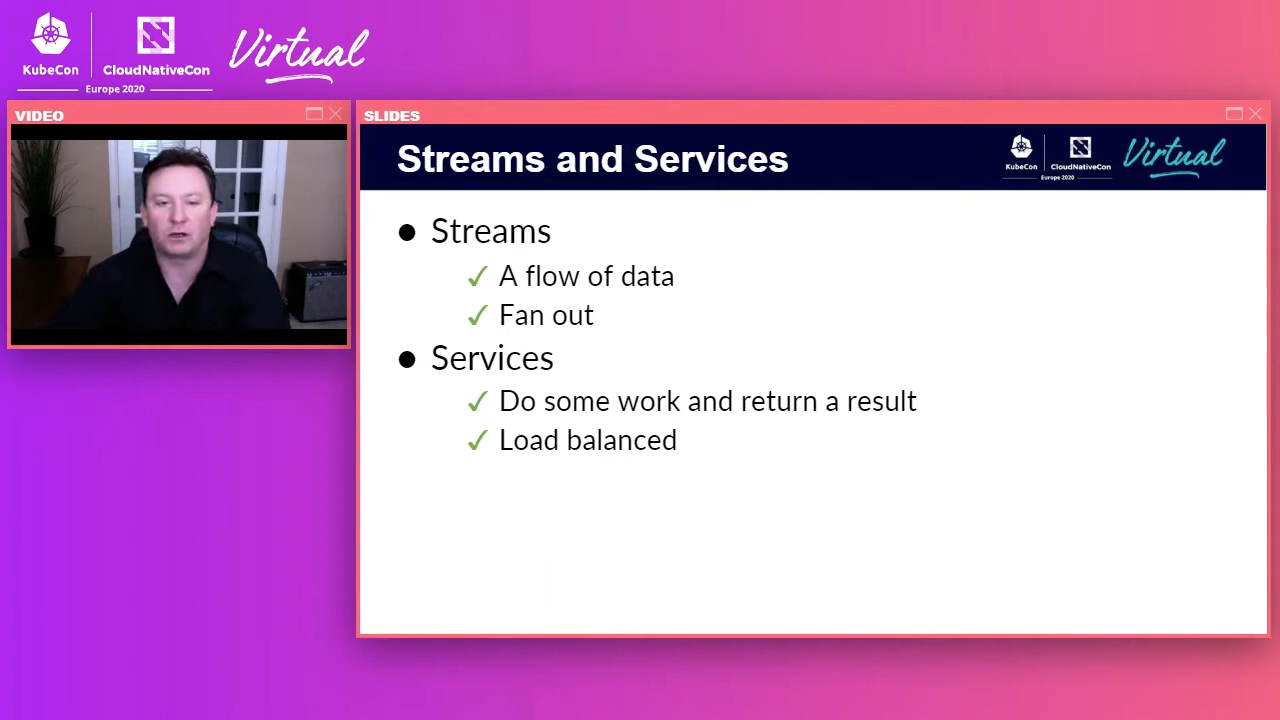 KubeCon
CloudNativeCon
Virtual
Europe 2020
VIDEO
SLIDES
Streams and Services
KubeCon
CloudNativeCon
Virtual
Europe 2020
● Streams
✓ A flow of data
✓ Fan out
● Services
✓ Do some work and return a result
✓ Load balanced